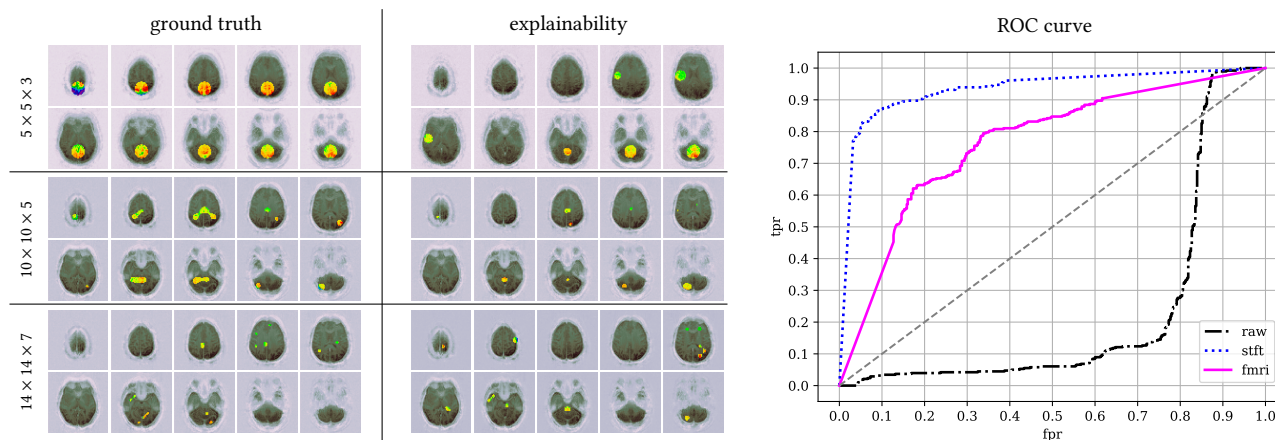 ground truth
explainability
ROC curve
5 × 5 × 3
10 × 10 × 5
14 × 14 × 7
tpr
1.0
0.9
0.8
0.7
0.6
0.5
0.4
0.3
0.2
0.1
0.0
raw
stft
fmri
0.0 0.1 0.2 0.3 0.4 0.5 0.6 0.7 0.8 0.9 1.0
fpr